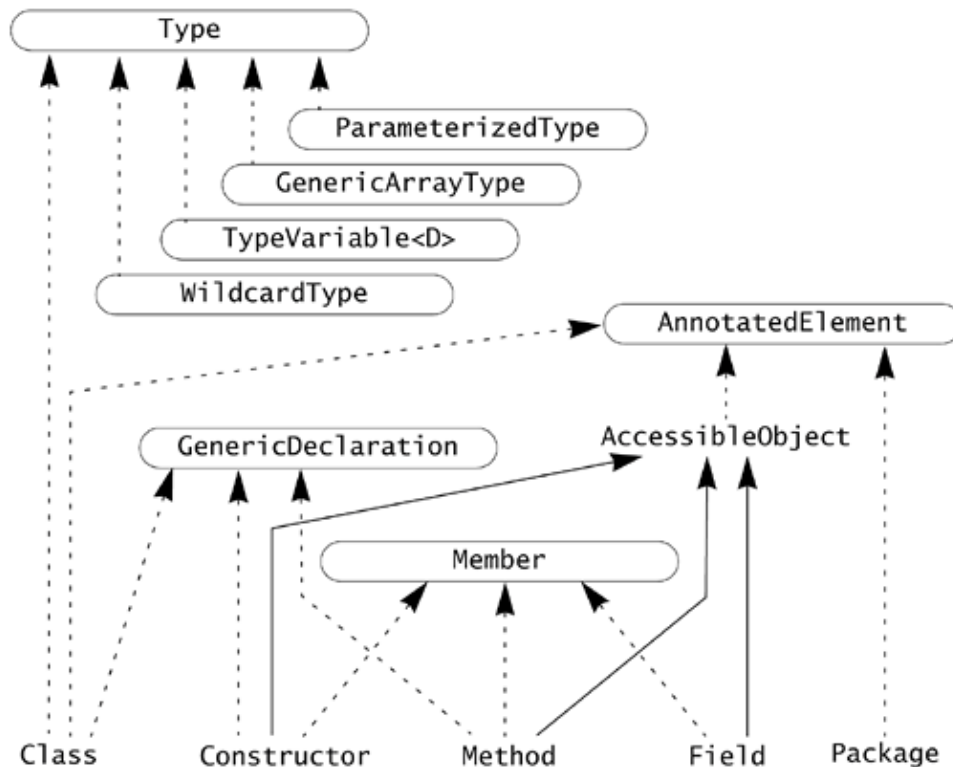 Type
ParameterizedType
GenericArrayType
TypeVariable<D>
WildcardType
AnnotatedElement
AccessibleObject
GenericDeclaration
Member
Class Constructor Method Field Package